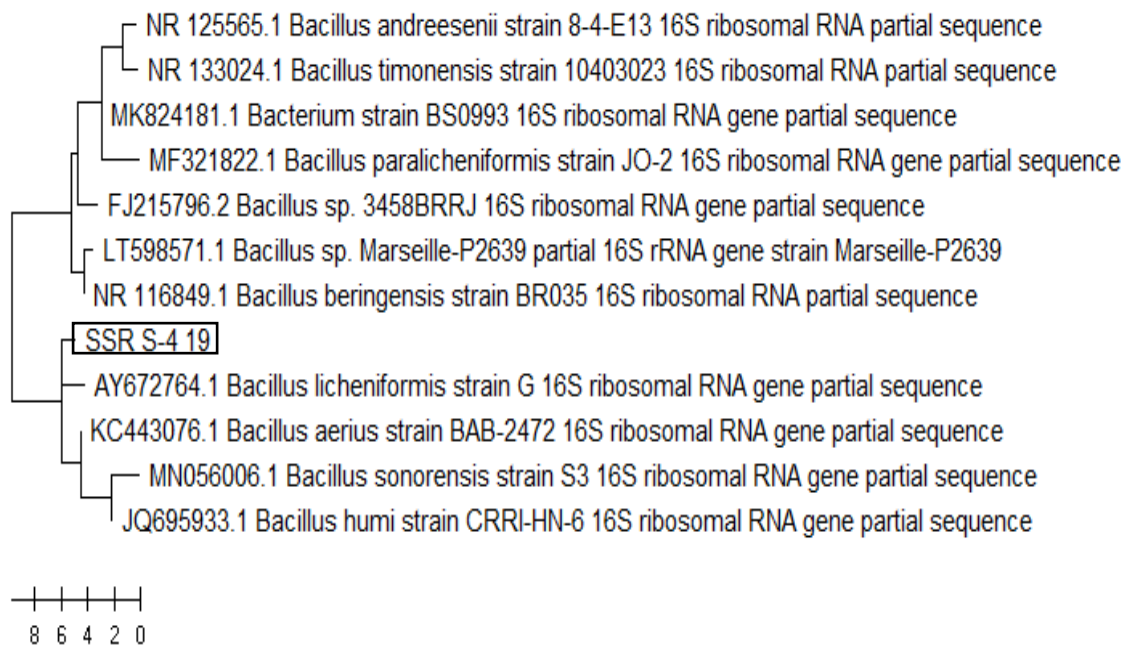 NR 125565.1 Bacillus andreesenii strain 8-4-E13 16S ribosomal RNA partial sequence
NR 133024.1 Bacillus timonensis strain 10403023 16S ribosomal RNA partial sequence
MK824181.1 Bacterium strain BS0993 16S ribosomal RNA gene partial sequence
MF321822.1 Bacillus paralicheniformis strain JO-2 16S ribosomal RNA gene partial sequence
FJ215796.2 Bacillus sp. 3458BRRJ 16S ribosomal RNA gene partial sequence
LT598571.1 Bacillus sp. Marseille-P2639 partial 16S rRNA gene strain Marseille-P2639
NR 116849.1 Bacillus beringensis strain BR035 16S ribosomal RNA partial sequence
SSR S-4 19
AY672764.1 Bacillus licheniformis strain G 16S ribosomal RNA gene partial sequence
KC443076.1 Bacillus aerius strain BAB-2472 16S ribosomal RNA gene partial sequence
MN056006.1 Bacillus sonorensis strain S3 16S ribosomal RNA gene partial sequence
JQ695933.1 Bacillus humi strain CRRI-HN-6 16S ribosomal RNA gene partial sequence
8 6 4 2 0